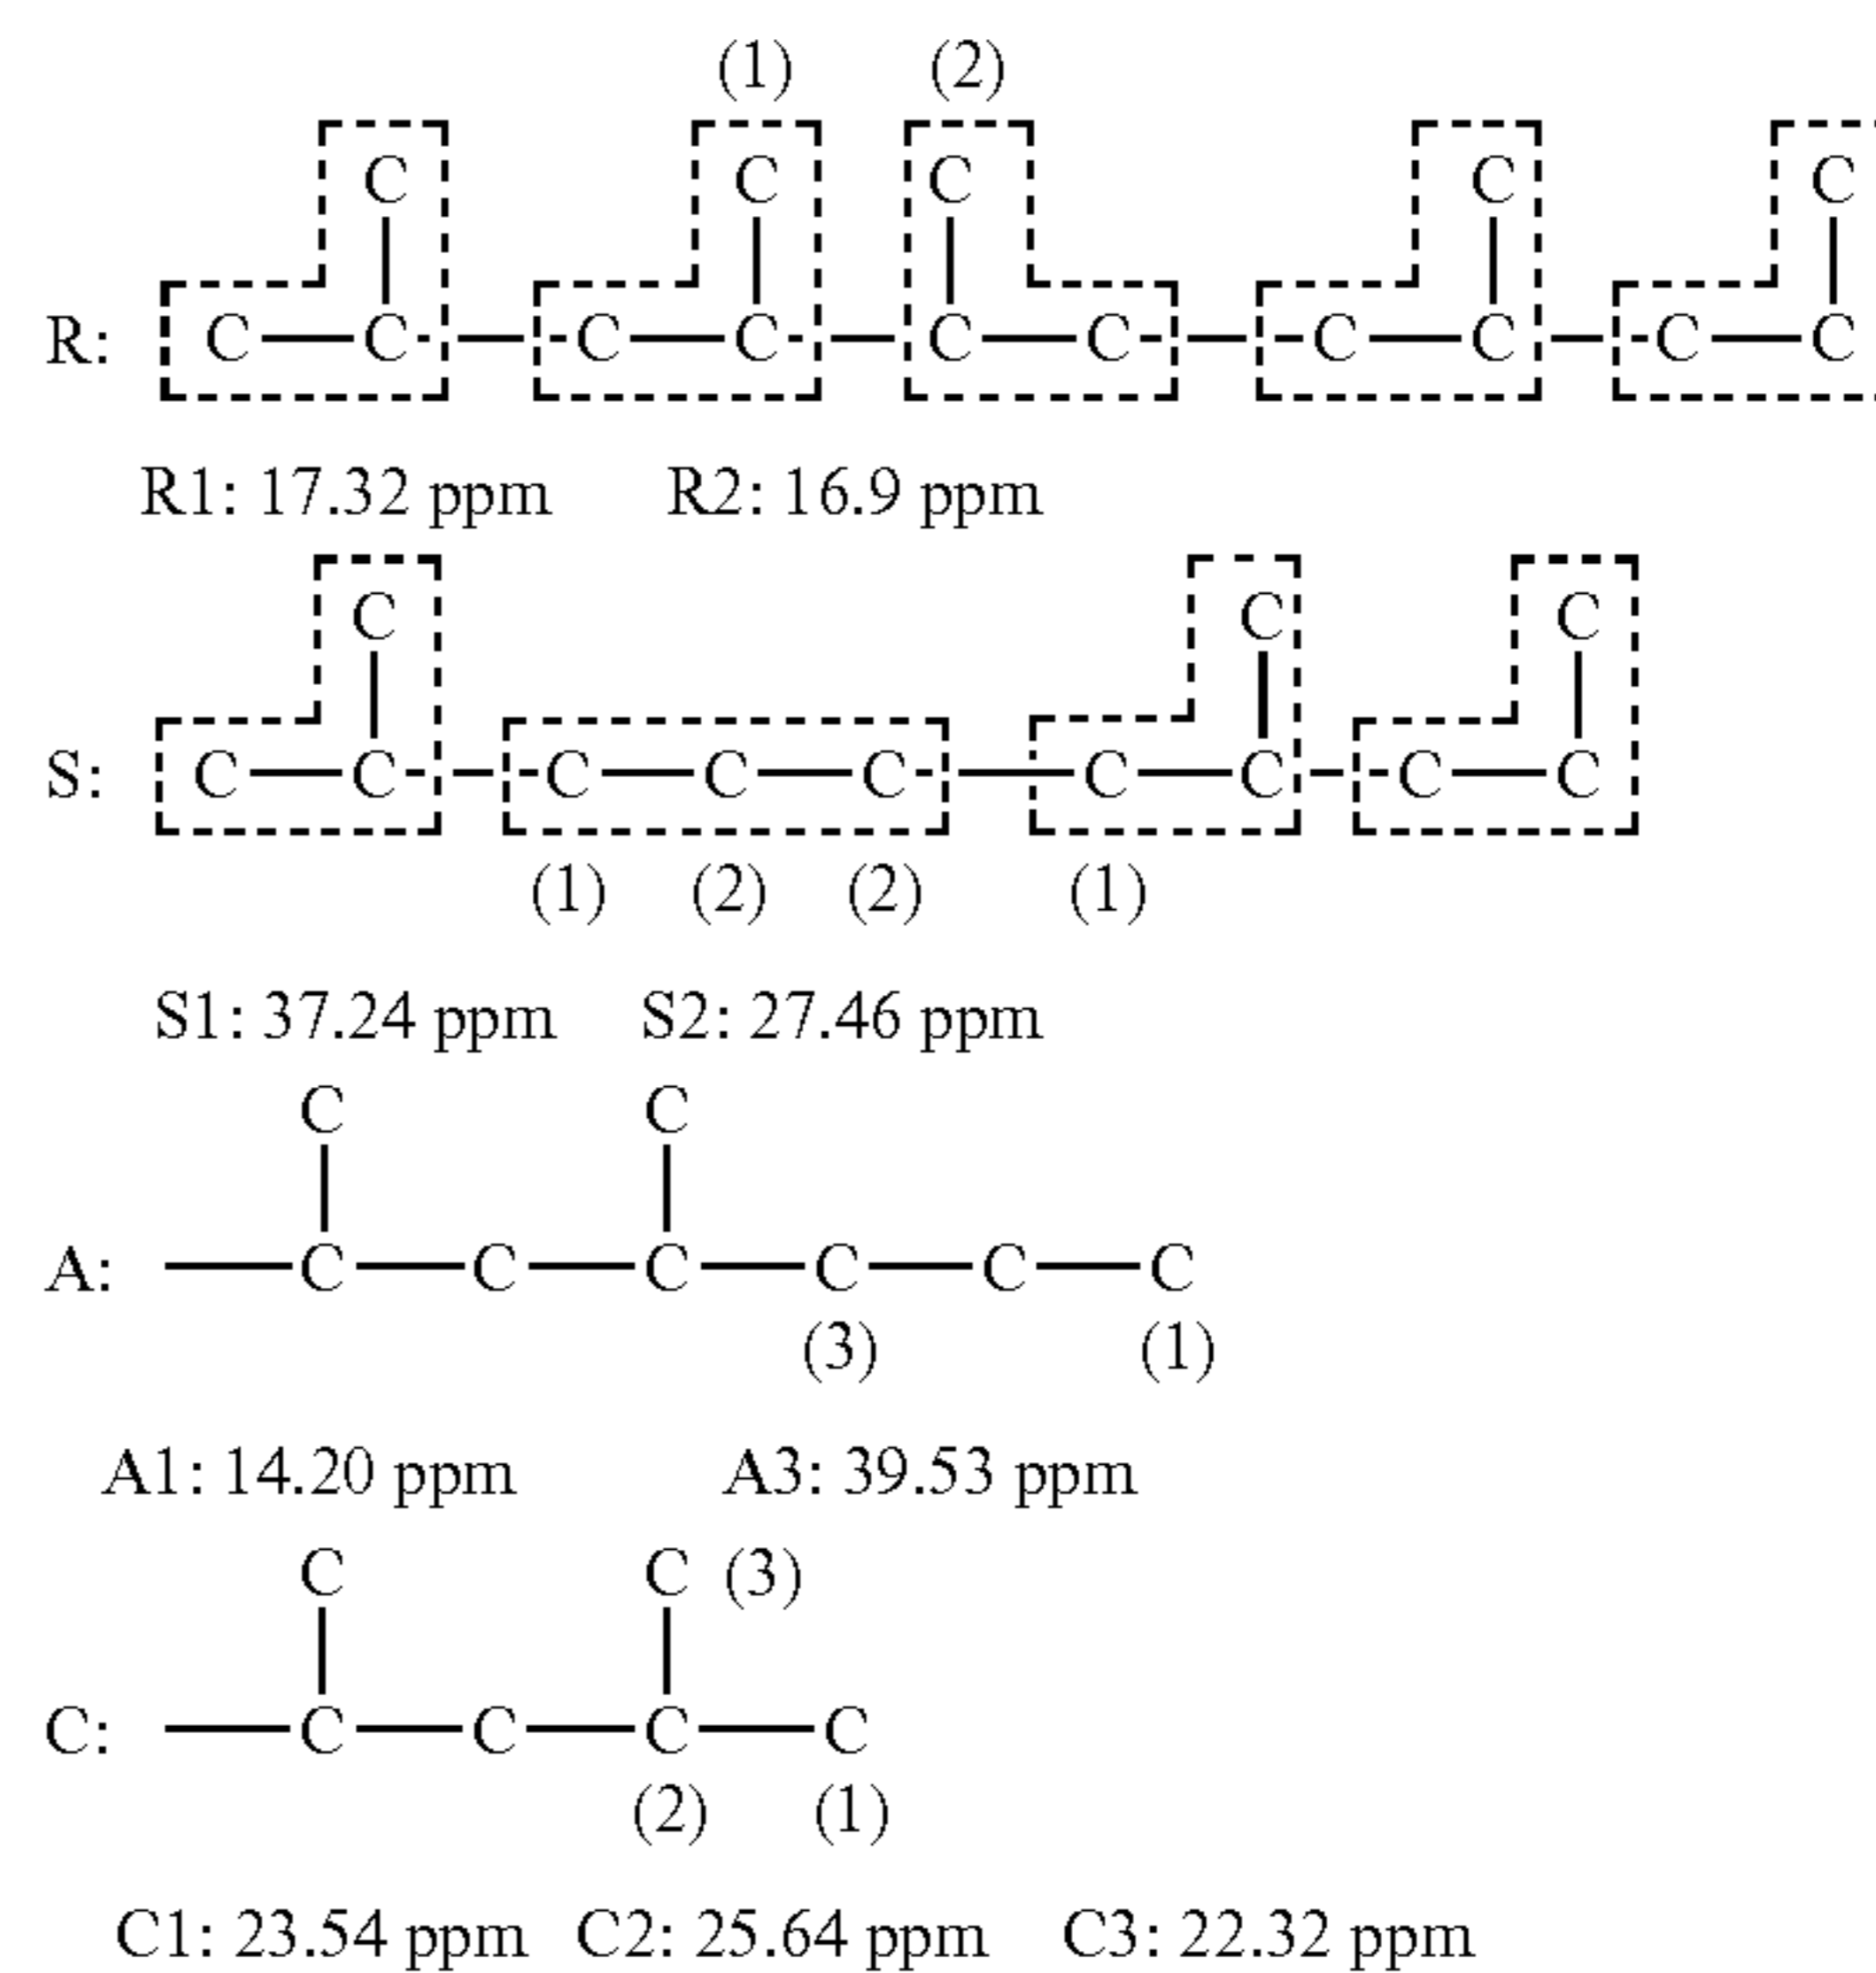 (1) (2)
C C C C C
R: C C C C C C C C C C
R1: 17.32 ppm R2: 16.9 ppm
C C C
S: C C C C C C C C C
(1) (2) (2) (1)
S1: 37.24 ppm S2: 27.46 ppm
C C
A: C C C C C C
(3) (1)
A1: 14.20 ppm A3: 39.53 ppm
C C (3)
C: C C C C
(2) (1)
C1: 23.54 ppm C2: 25.64 ppm C3: 22.32 ppm